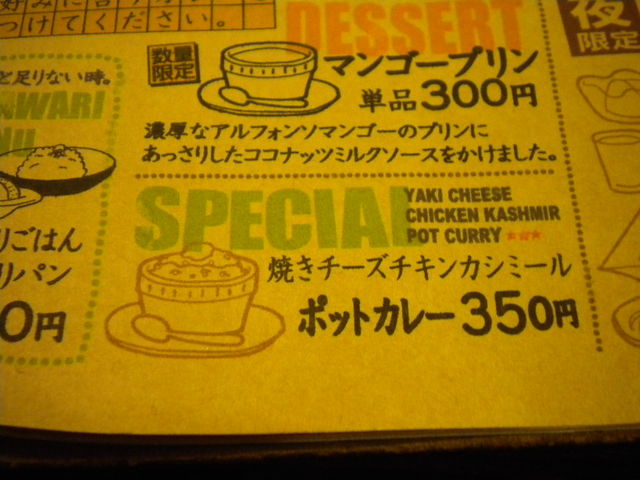 つけてください。
DESSERT
数量
限定
マンゴープリン
単品300円
濃厚なアルフォンソマンゴーのプリンに
あっさりしたココナッツミルクソースをかけました。
と足りない時。
WARI
りごはん
りパン
0円
SPECIAL
YAKI CHEESE
CHICKEN KASHMIR
POT CURRY ★★★
焼きチーズチキンカシミール
ポットカレー350円
夜
限定